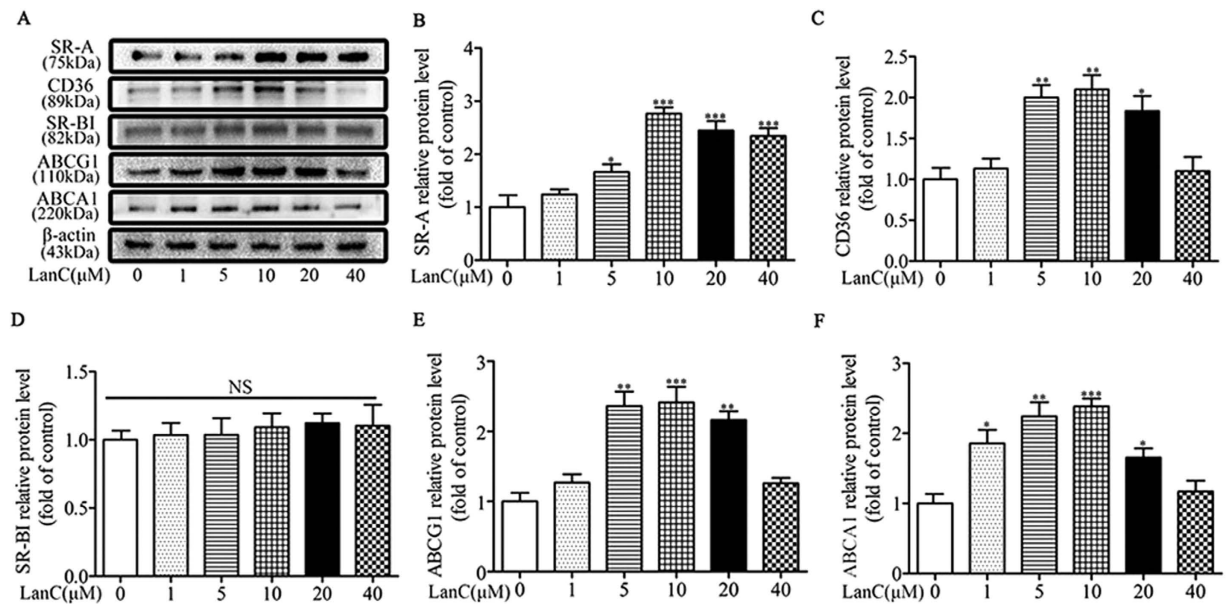 A
SR-A
(75kDa)
CD36
(89kDa)
SR-BI
(82kDa)
ABCG1
(110kDa)
ABCA1
(220kDa)
β-actin
(43kDa)
LanC(μM) 0 1 5 10 20 40
B
SR-A relative protein level
(fold of control)
4
3
2
1
0
* *** *** ***
LanC(μM) 0 1 5 10 20 40
C
CD36 relative protein level
(fold of control)
2.5
2.0
1.5
1.0
0.5
0.0
** ** *
LanC(μM) 0 1 5 10 20 40
D
SR-BI relative protein level
(fold of control)
1.5
1.0
0.5
0.0
NS
LanC(μM) 0 1 5 10 20 40
E
ABCG1 relative protein level
(fold of control)
3
2
1
0
** *** **
LanC(μM) 0 1 5 10 20 40
F
ABCA1 relative protein level
(fold of control)
3
2
1
0
* ** *** *
LanC(μM) 0 1 5 10 20 40